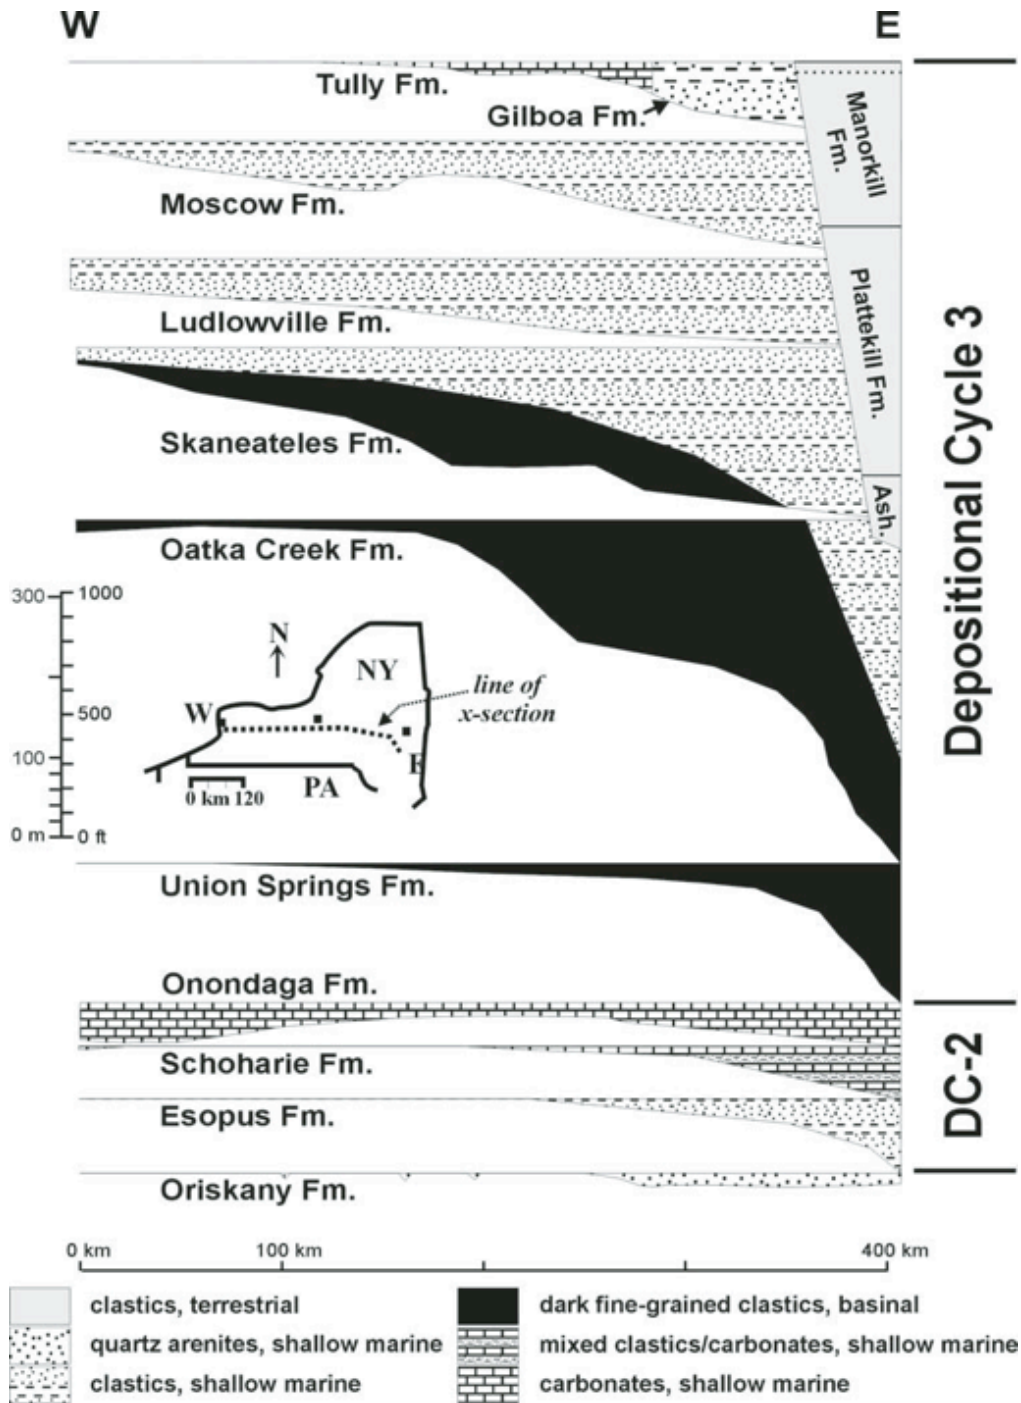 W
E
Tully Fm.
Gilboa Fm.
Manorkill
Fm.
Moscow Fm.
Plattekill Fm.
Ludlowville Fm.
Skaneateles Fm.
Ash.
Oatka Creek Fm.
Depositional Cycle 3
300
1000
500
100
0 m
0 ft
N
NY
W
line of
x-section
E
PA
0 km 120
Union Springs Fm.
Onondaga Fm.
Schoharie Fm.
Esopus Fm.
Oriskany Fm.
DC-2
0 km
100 km
400 km
clastics, terrestrial
quartz arenites, shallow marine
clastics, shallow marine
dark fine-grained clastics, basinal
mixed clastics/carbonates, shallow marine
carbonates, shallow marine